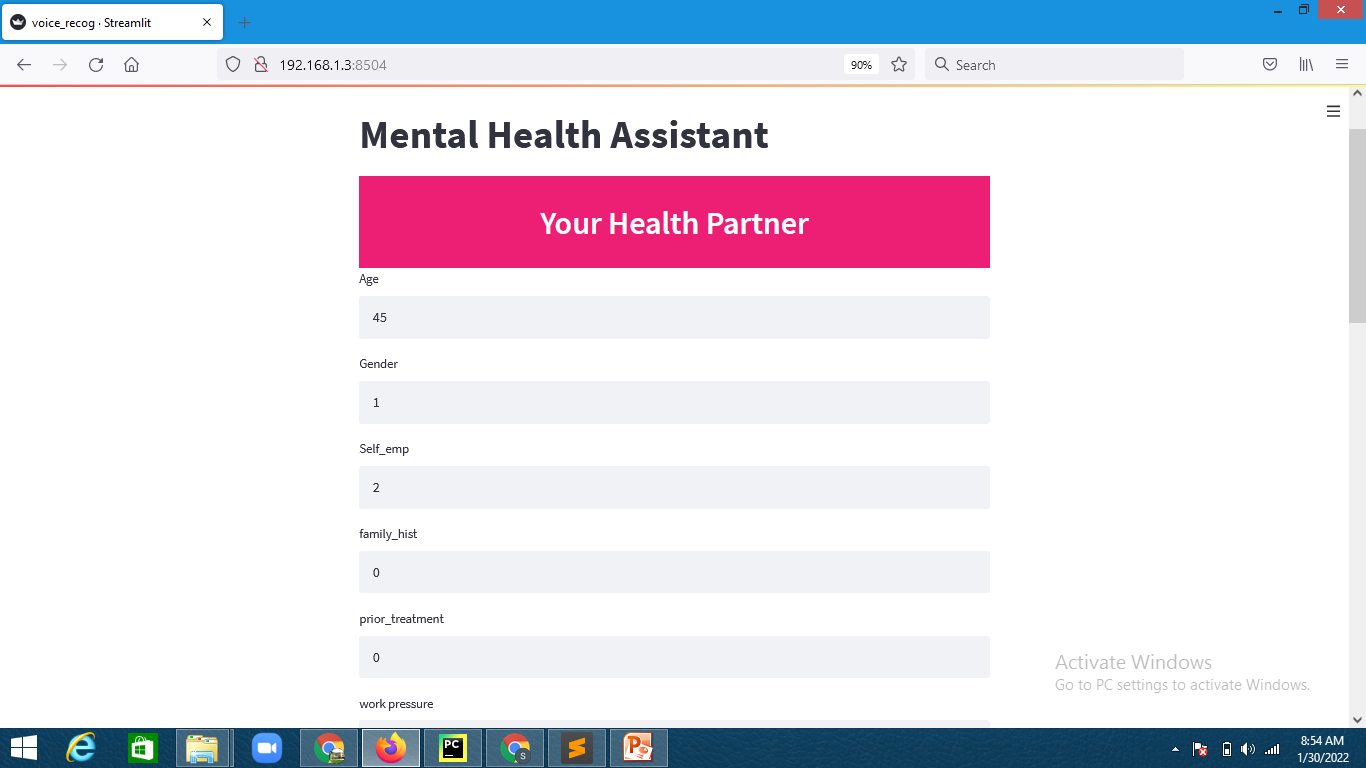 voice_recog · Streamlit
192.168.1.3:8504
90%
Search
Mental Health Assistant
Your Health Partner
Age
45
Gender
1
Self_emp
2
family_hist
0
prior_treatment
0
work pressure
Activate Windows
Go to PC settings to activate Windows.
PC
S
8:54 AM
1/30/2022